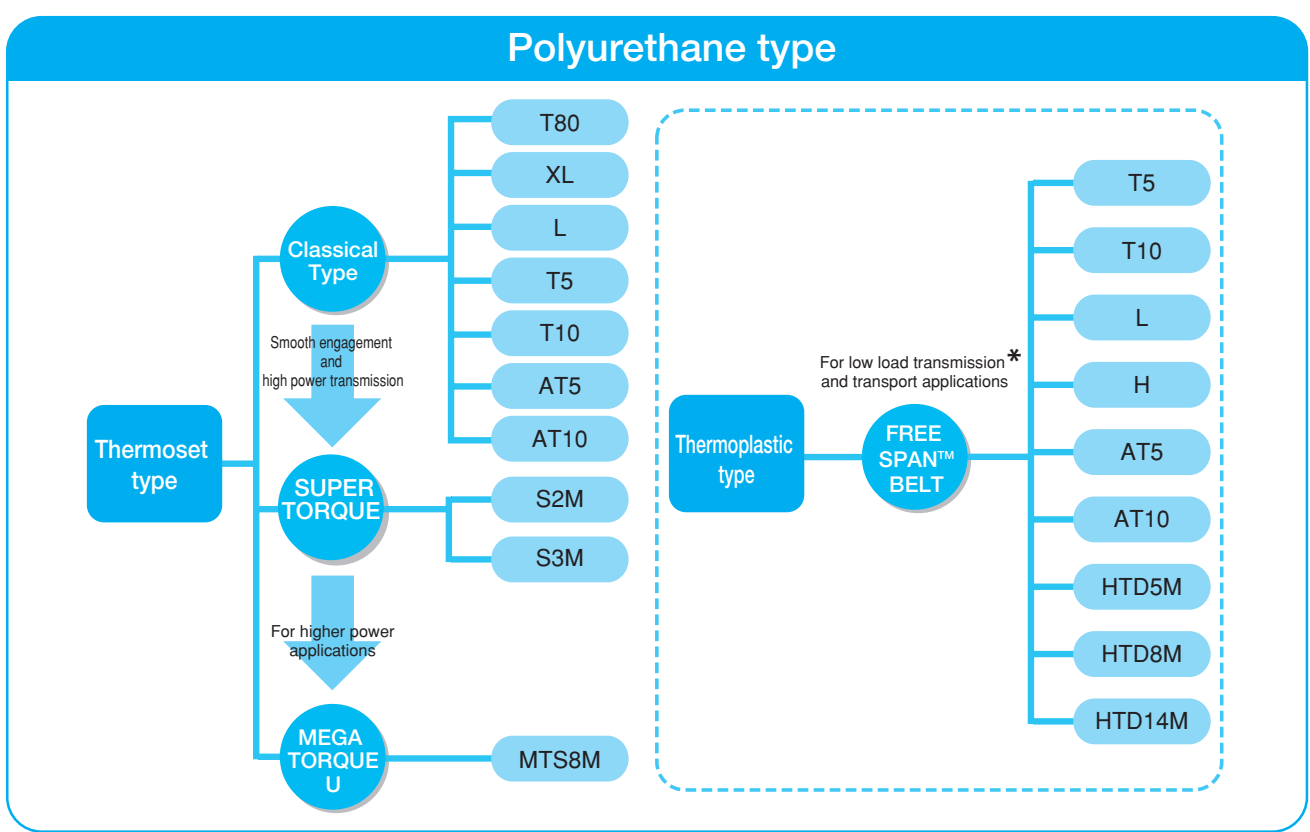 Polyurethane type
Thermoset
type
Classical
Type
T80
XL
L
T5
T10
AT5
AT10
Smooth engagement
and
high power transmission
SUPER
TORQUE
S2M
S3M
For higher power
applications
MEGA
TORQUE
U
MTS8M
Thermoplastic
type
For low load transmission*
and transport applications
FREE
SPAN™
BELT
T5
T10
L
H
AT5
AT10
HTD5M
HTD8M
HTD14M